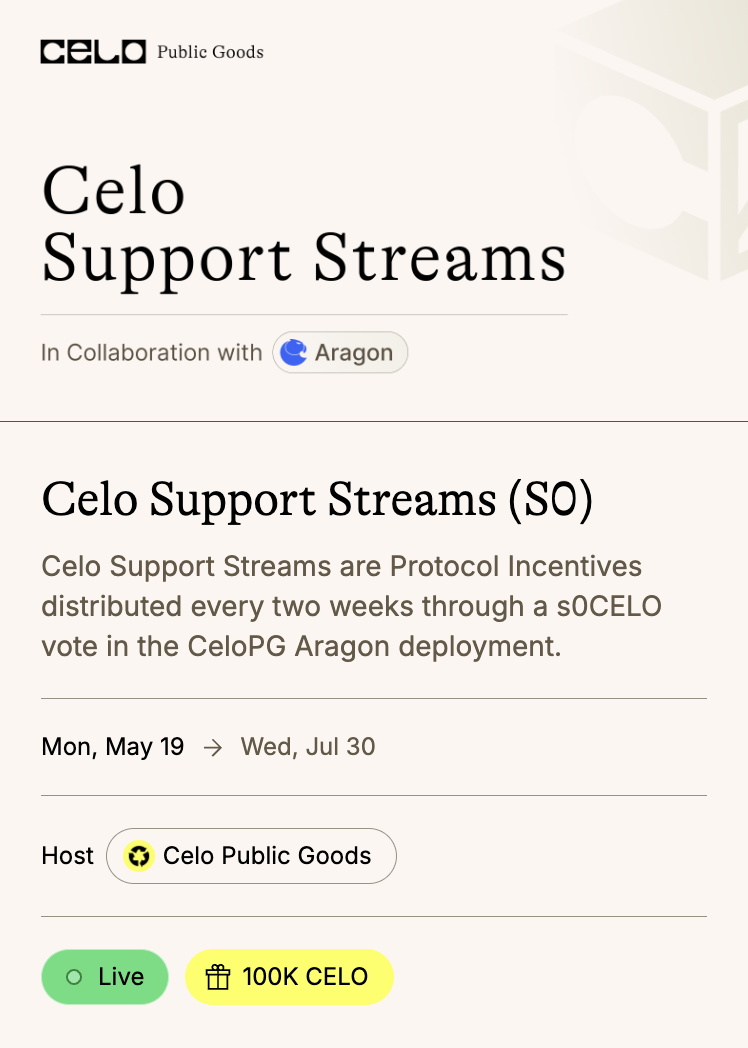 CELO Public Goods
Celo
Support Streams
In Collaboration with Aragon
Celo Support Streams (S0)
Celo Support Streams are Protocol Incentives
distributed every two weeks through a s0CELO
vote in the CeloPG Aragon deployment.
Mon, May 19 → Wed, Jul 30
Host Celo Public Goods
Live 100K CELO